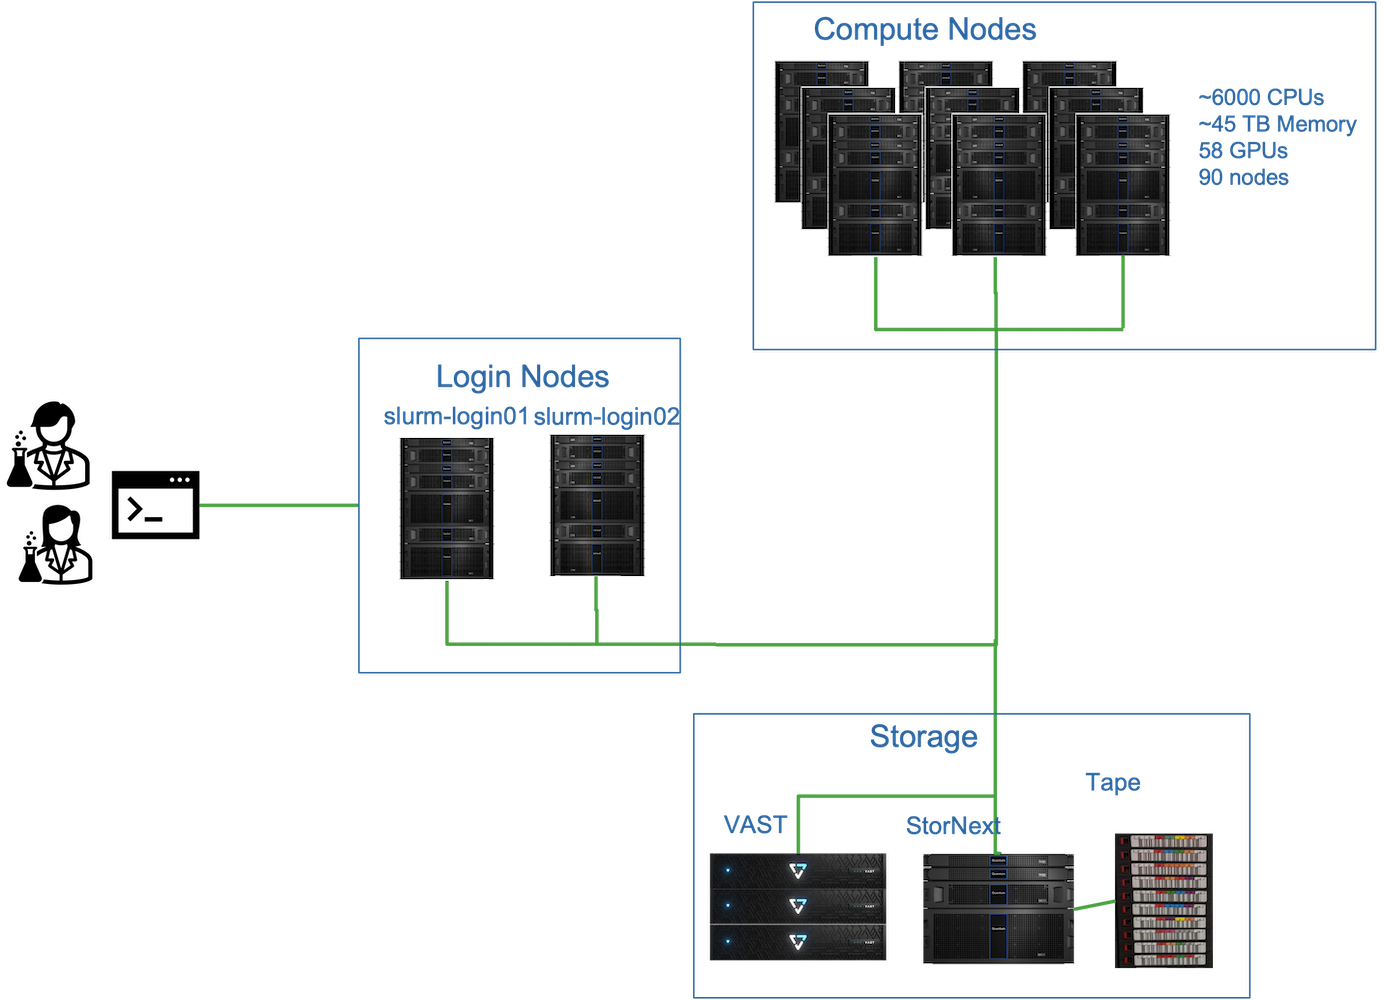 Compute Nodes
~6000 CPUs
~45 TB Memory
58 GPUs
90 nodes
Login Nodes
slurm-login01 slurm-login02
>_
Storage
Tape
VAST
StorNext